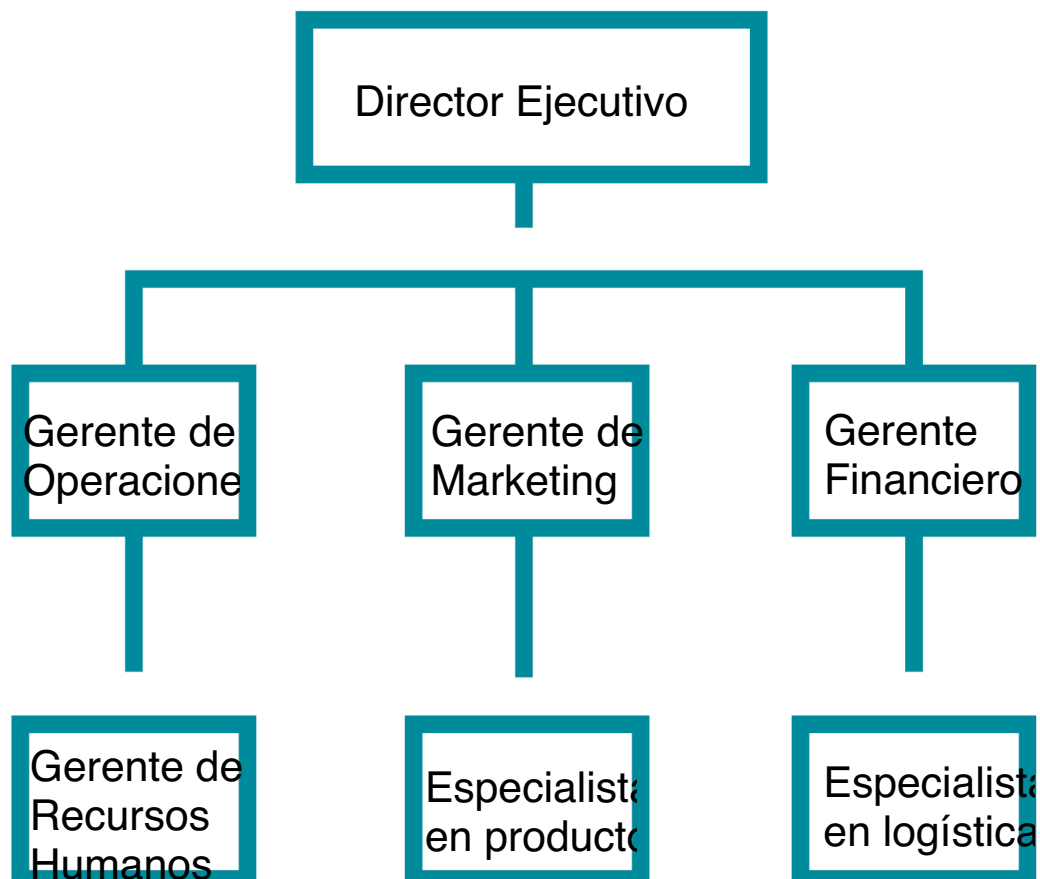 Director Ejecutivo
Gerente de
Operacione
Gerente de
Marketing
Gerente
Financiero
Gerente de
Recursos
Humanos
Especialista
en producto
Especialista
en logística